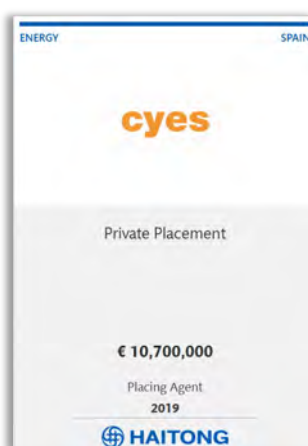 ENERGY SPAIN
cyes
Private Placement
€ 10,700,000
Placing Agent
2019
HAITONG